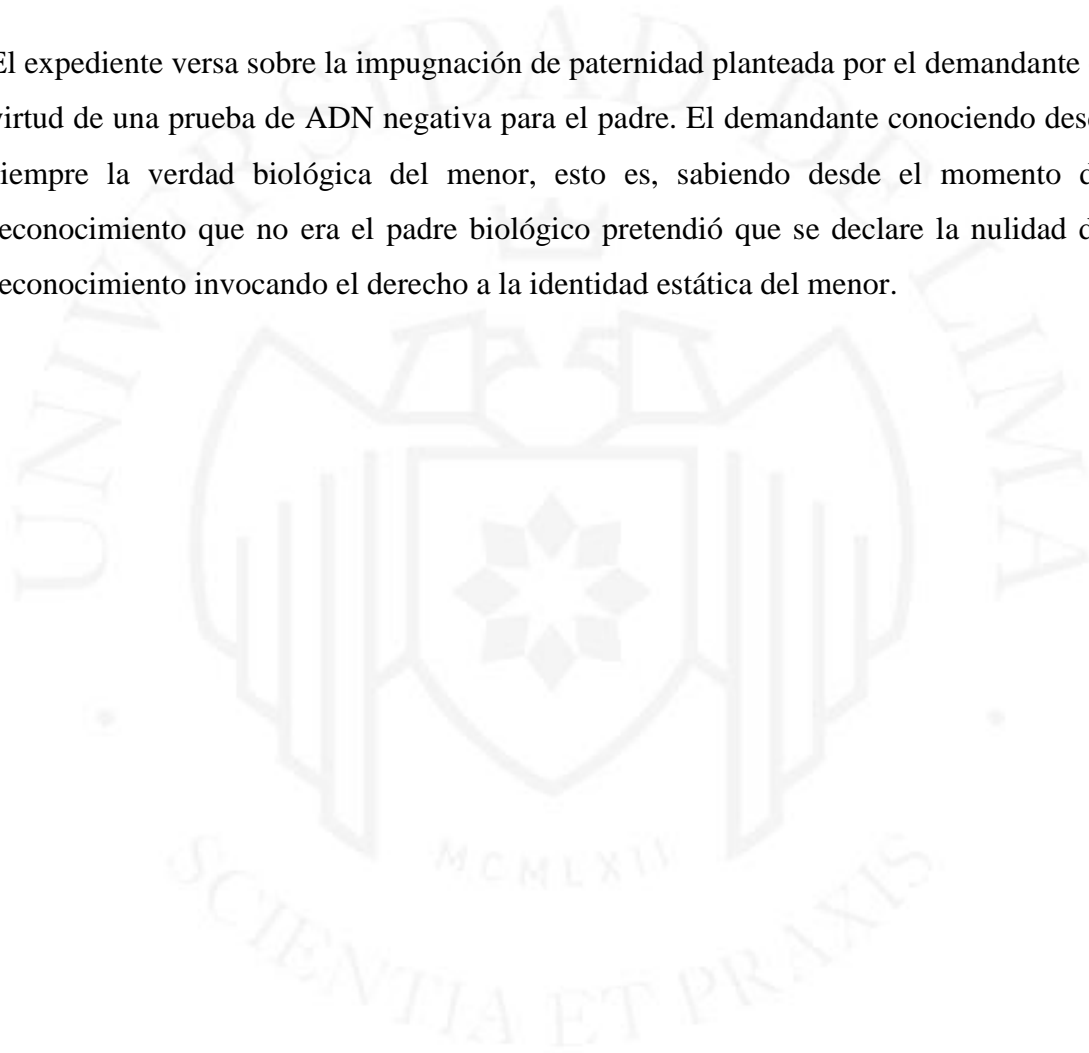 El expediente versa sobre la impugnación de paternidad planteada por el demandante
virtud de una prueba de ADN negativa para el padre. El demandante conociendo des
siempre la verdad biológica del menor, esto es, sabiendo desde el momento d
reconocimiento que no era el padre biológico pretendió que se declare la nulidad d
reconocimiento invocando el derecho a la identidad estática del menor.
UNIVERSIDAD DE LIMA
MCMLXII
SCIENTIA ET PRAXIS